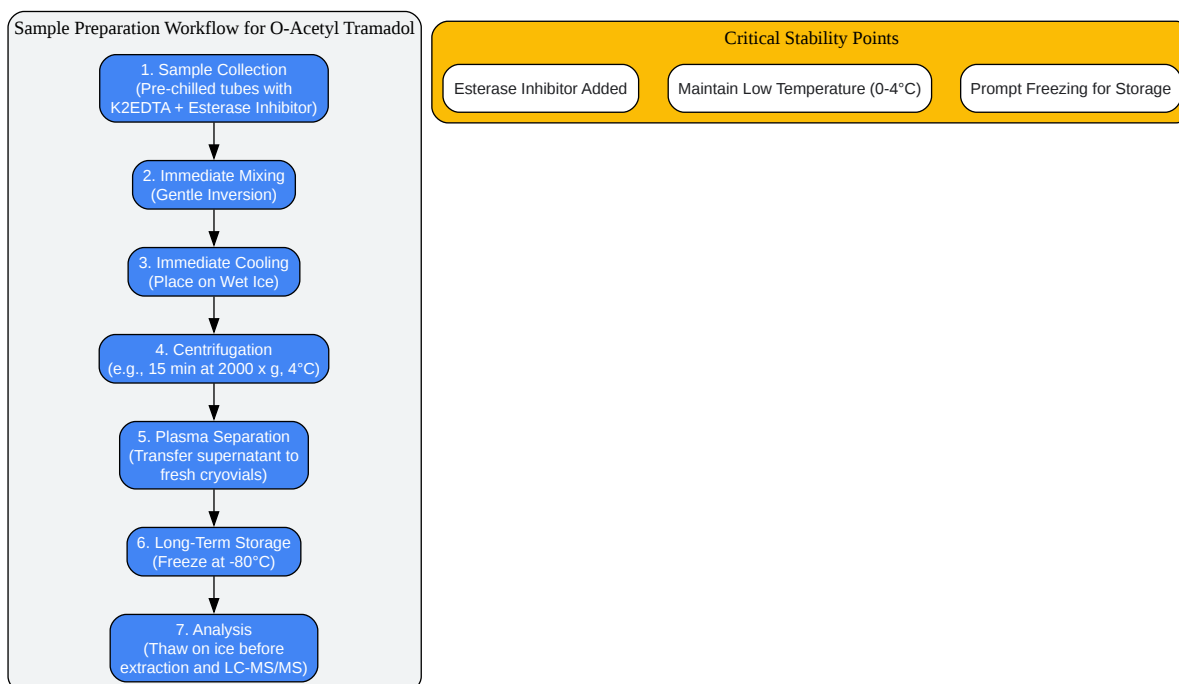 Sample Preparation Workflow for O-Acetyl Tramadol
1. Sample Collection
(Pre-chilled tubes with
K2EDTA + Esterase Inhibitor)
2. Immediate Mixing
(Gentle Inversion)
3. Immediate Cooling
(Place on Wet Ice)
4. Centrifugation
(e.g., 15 min at 2000 x g, 4°C)
5. Plasma Separation
(Transfer supernatant to
fresh cryovials)
6. Long-Term Storage
(Freeze at -80°C)
7. Analysis
(Thaw on ice before
extraction and LC-MS/MS)
Critical Stability Points
Esterase Inhibitor Added
Maintain Low Temperature (0-4°C)
Prompt Freezing for Storage